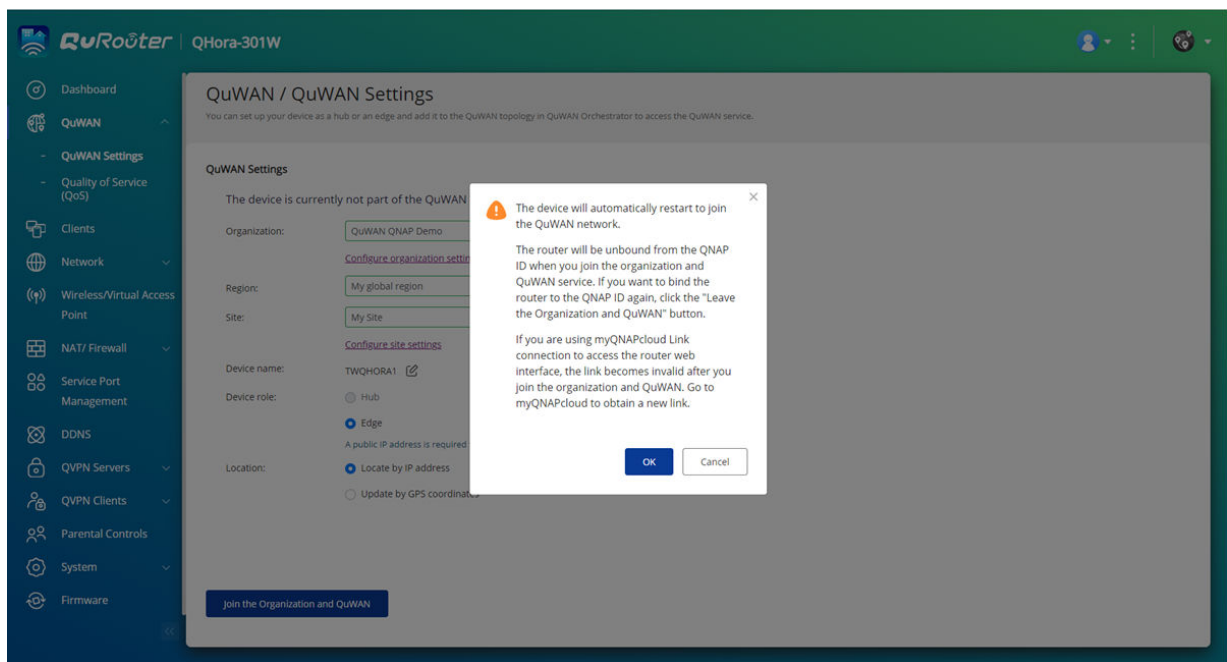 QuRouter | QHora-301W
Dashboard
QuWAN
QuWAN Settings
Quality of Service
(QoS)
Clients
Network
Wireless/Virtual Access
Point
NAT/ Firewall
Service Port
Management
DDNS
QVPN Servers
QVPN Clients
Parental Controls
System
Firmware
QuWAN / QuWAN Settings
You can set up your device as a hub or an edge and add it to the QuWAN topology in QuWAN Orchestrator to access the QuWAN service.
QuWAN Settings
The device is currently not part of the QuWAN
Organization: QuWAN QNAP Demo
Configure organization settin
Region: My global region
Site: My Site
Configure site settings
Device name: TWQHORA1
Device role: Hub
Edge
A public IP address is required
Location: Locate by IP address
Update by GPS coordinates
Join the Organization and QuWAN
The device will automatically restart to join
the QuWAN network.
The router will be unbound from the QNAP
ID when you join the organization and
QuWAN service. If you want to bind the
router to the QNAP ID again, click the "Leave
the Organization and QuWAN" button.
If you are using myQNAPcloud Link
connection to access the router web
interface, the link becomes invalid after you
join the organization and QuWAN. Go to
myQNAPcloud to obtain a new link.
OK
Cancel